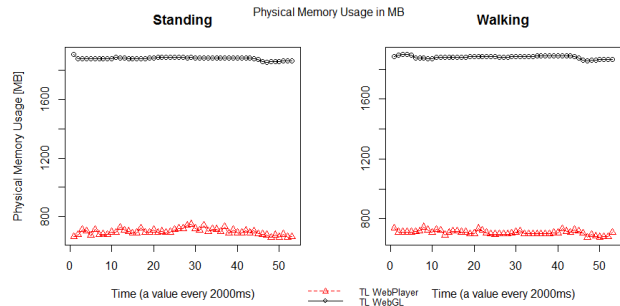 Physical Memory Usage in MB
Standing
Walking
Physical Memory Usage [MB]
800
1200
1600
800
1200
1600
0 10 20 30 40 50
0 10 20 30 40 50
Time (a value every 2000ms)
Time (a value every 2000ms)
TL WebPlayer
TL WebGL